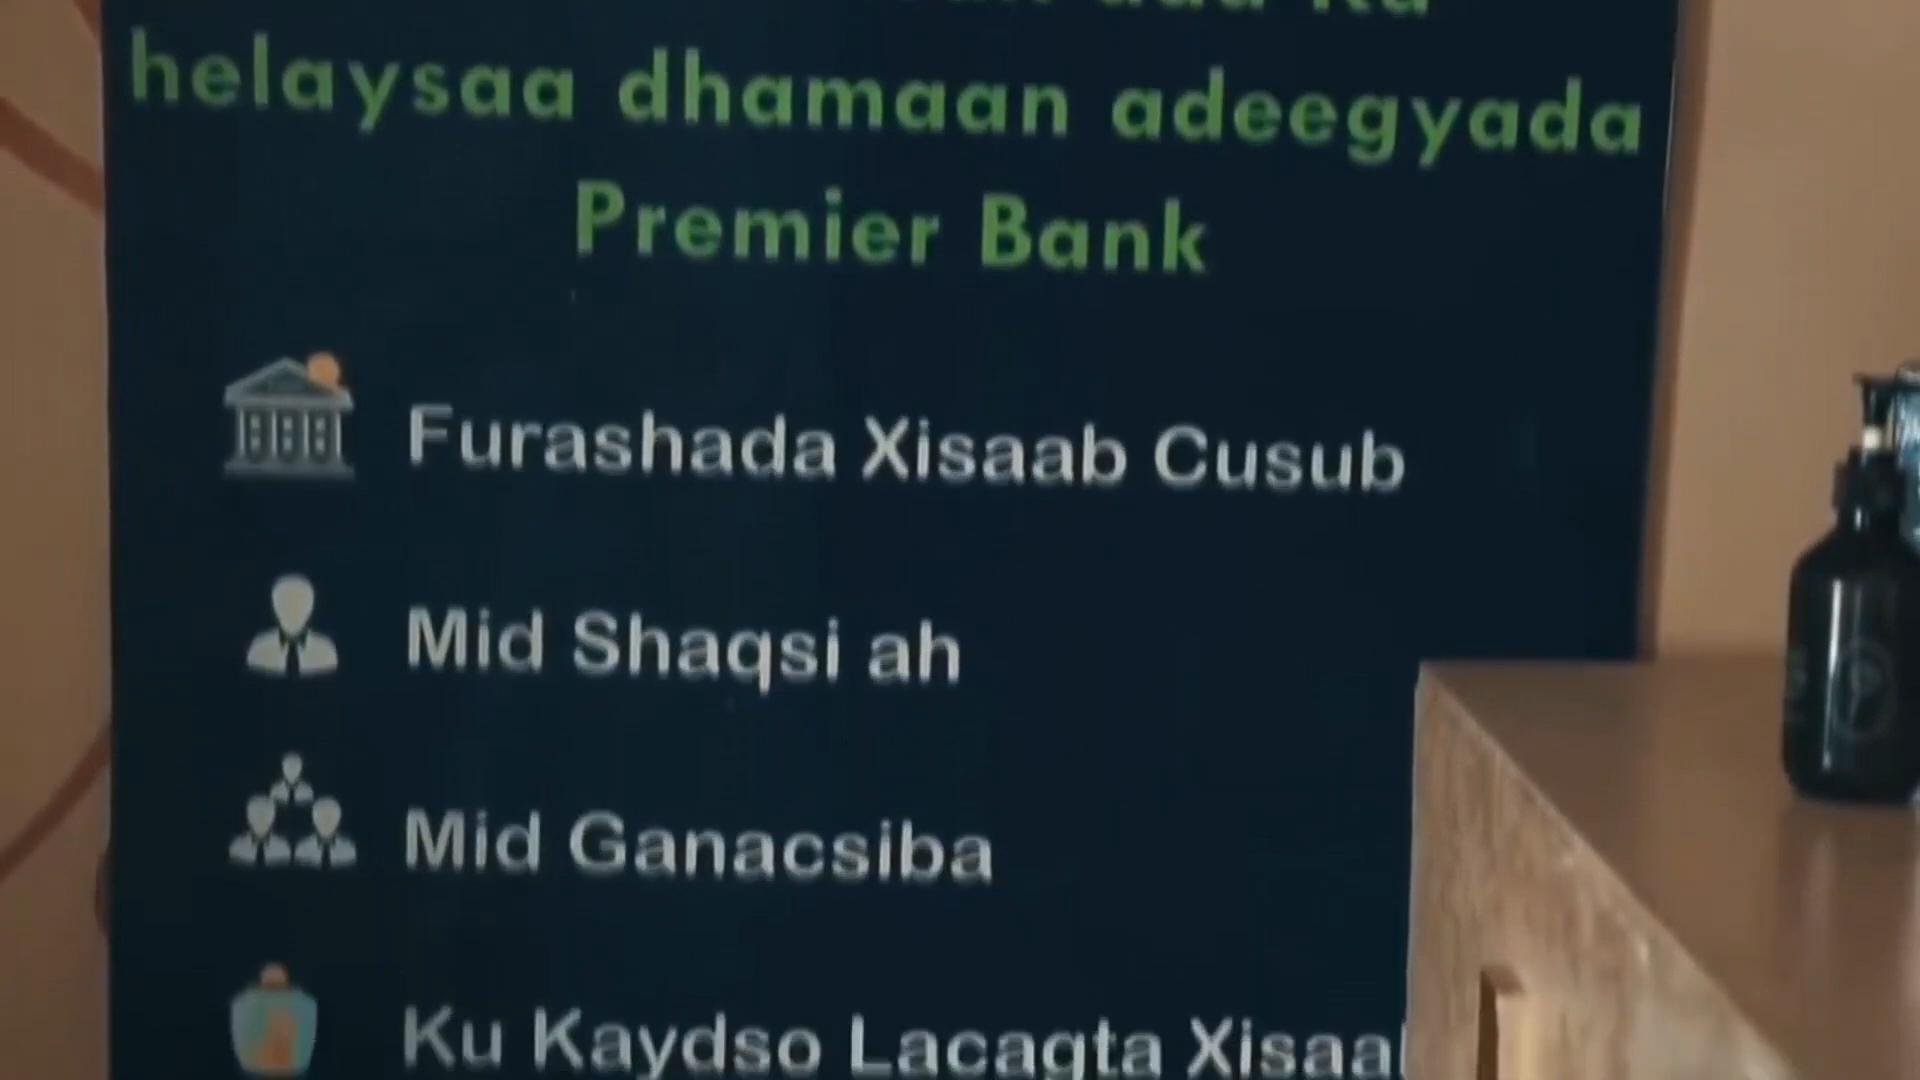 helaysaa dhamaan adeegyada
Premier Bank
Furashada Xisaab Cusub
Mid Shaqsi ah
Mid Ganacsiba
Ku Kaydso Lacagta